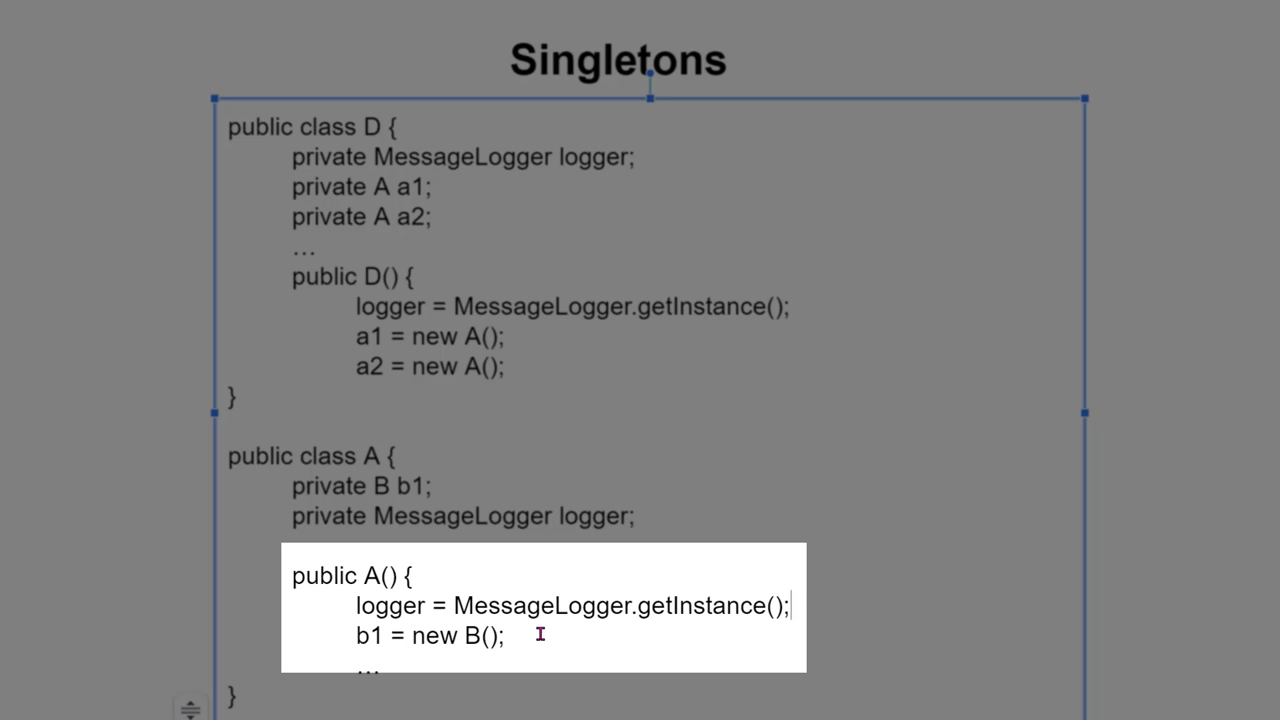 Singletons
public class D {
private MessageLogger logger;
private A a1;
private A a2;
…
public D() {
logger = MessageLogger.getInstance();
a1 = new A();
a2 = new A();
}
public class A {
private B b1;
private MessageLogger logger;
public A() {
logger = MessageLogger.getInstance();
b1 = new B();
…
}